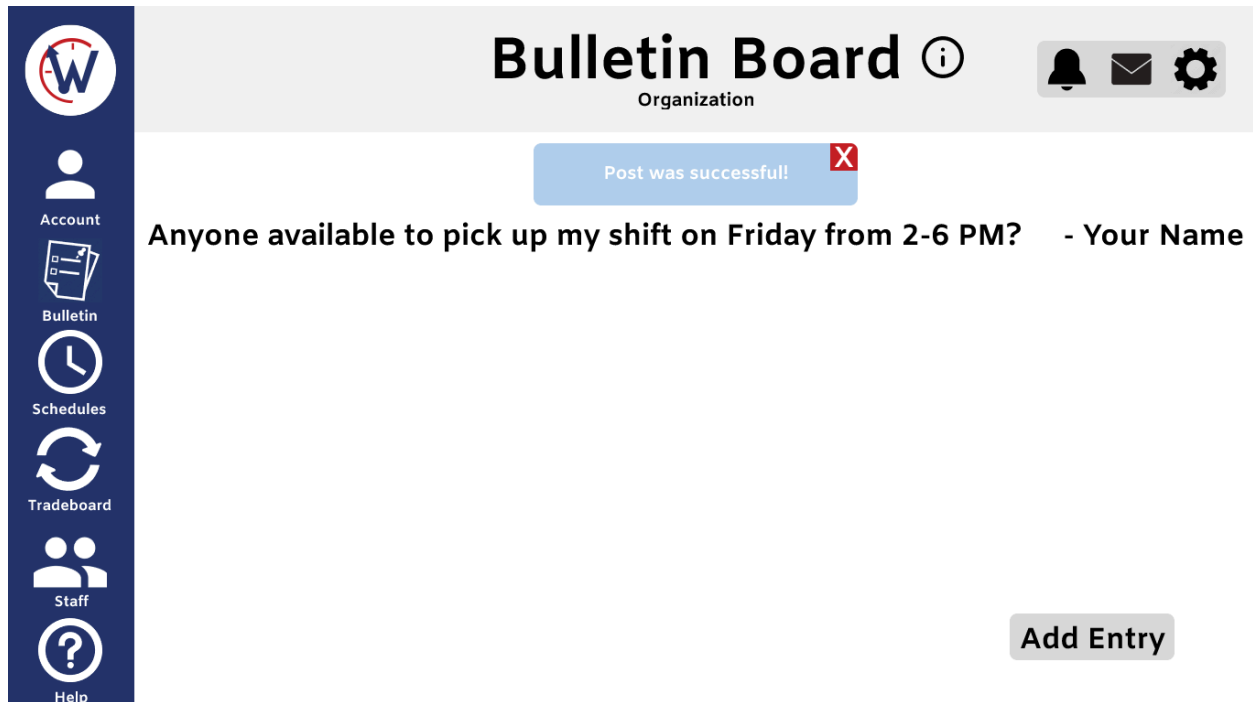 W
Bulletin Board
Organization
Account
Bulletin
Schedules
Tradeboard
Staff
Help
Post was successful!
X
Anyone available to pick up my shift on Friday from 2-6 PM? - Your Name
Add Entry